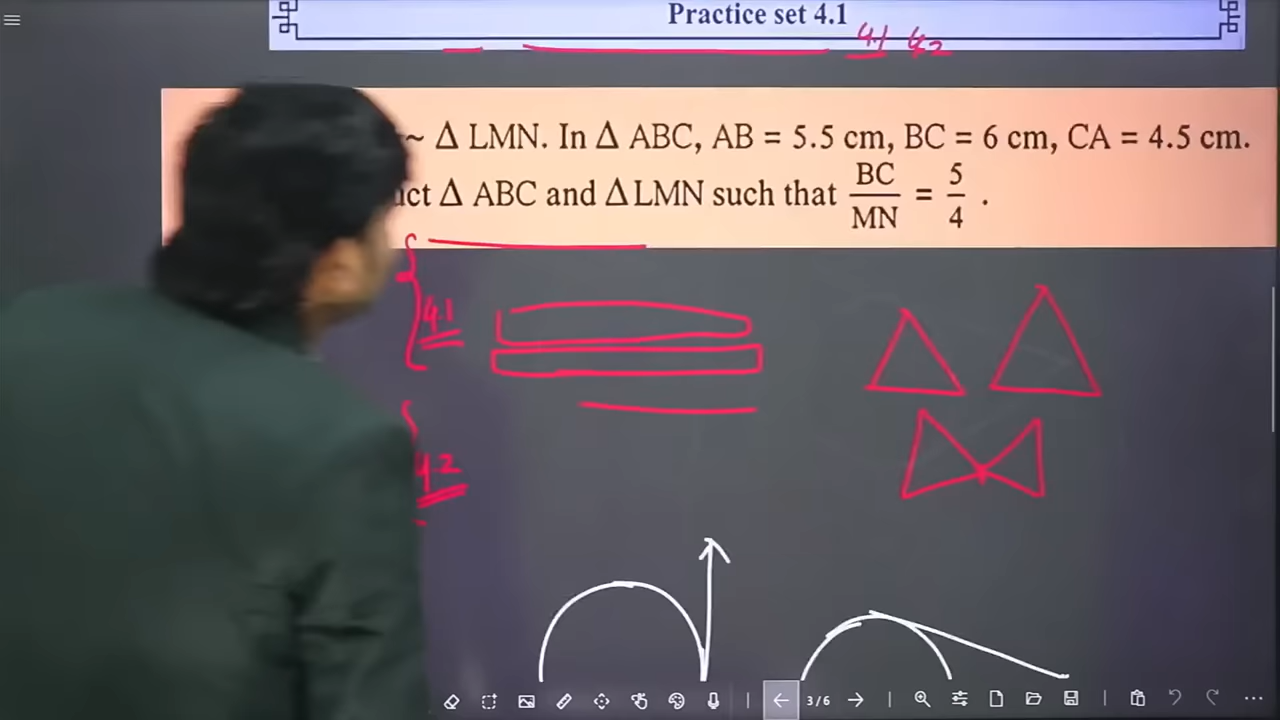 Practice set 4.1
4.1 4.2
~ Δ LMN. In Δ ABC, AB = 5.5 cm, BC = 6 cm, CA = 4.5 cm.
Δ ABC and Δ LMN such that BC/MN = 5/4 .
4.1
4.2
3/6